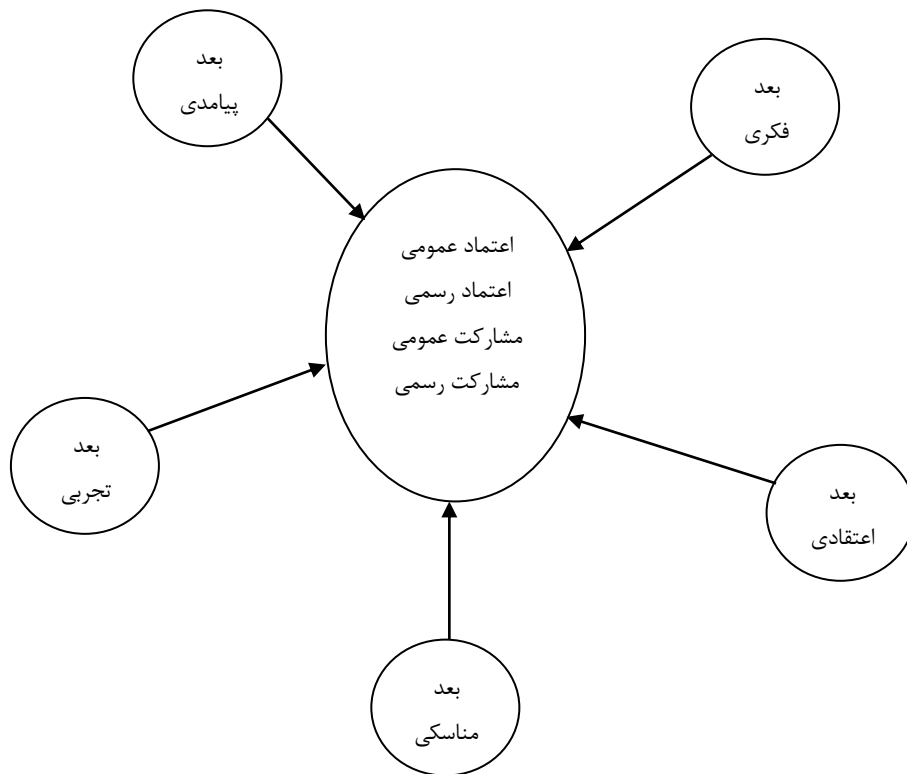 بعد
پیامدی
بعد
فکری
اعتماد عمومی
اعتماد رسمی
مشارکت عمومی
مشارکت رسمی
بعد
تجربی
بعد
اعتقادی
بعد
مناسکی